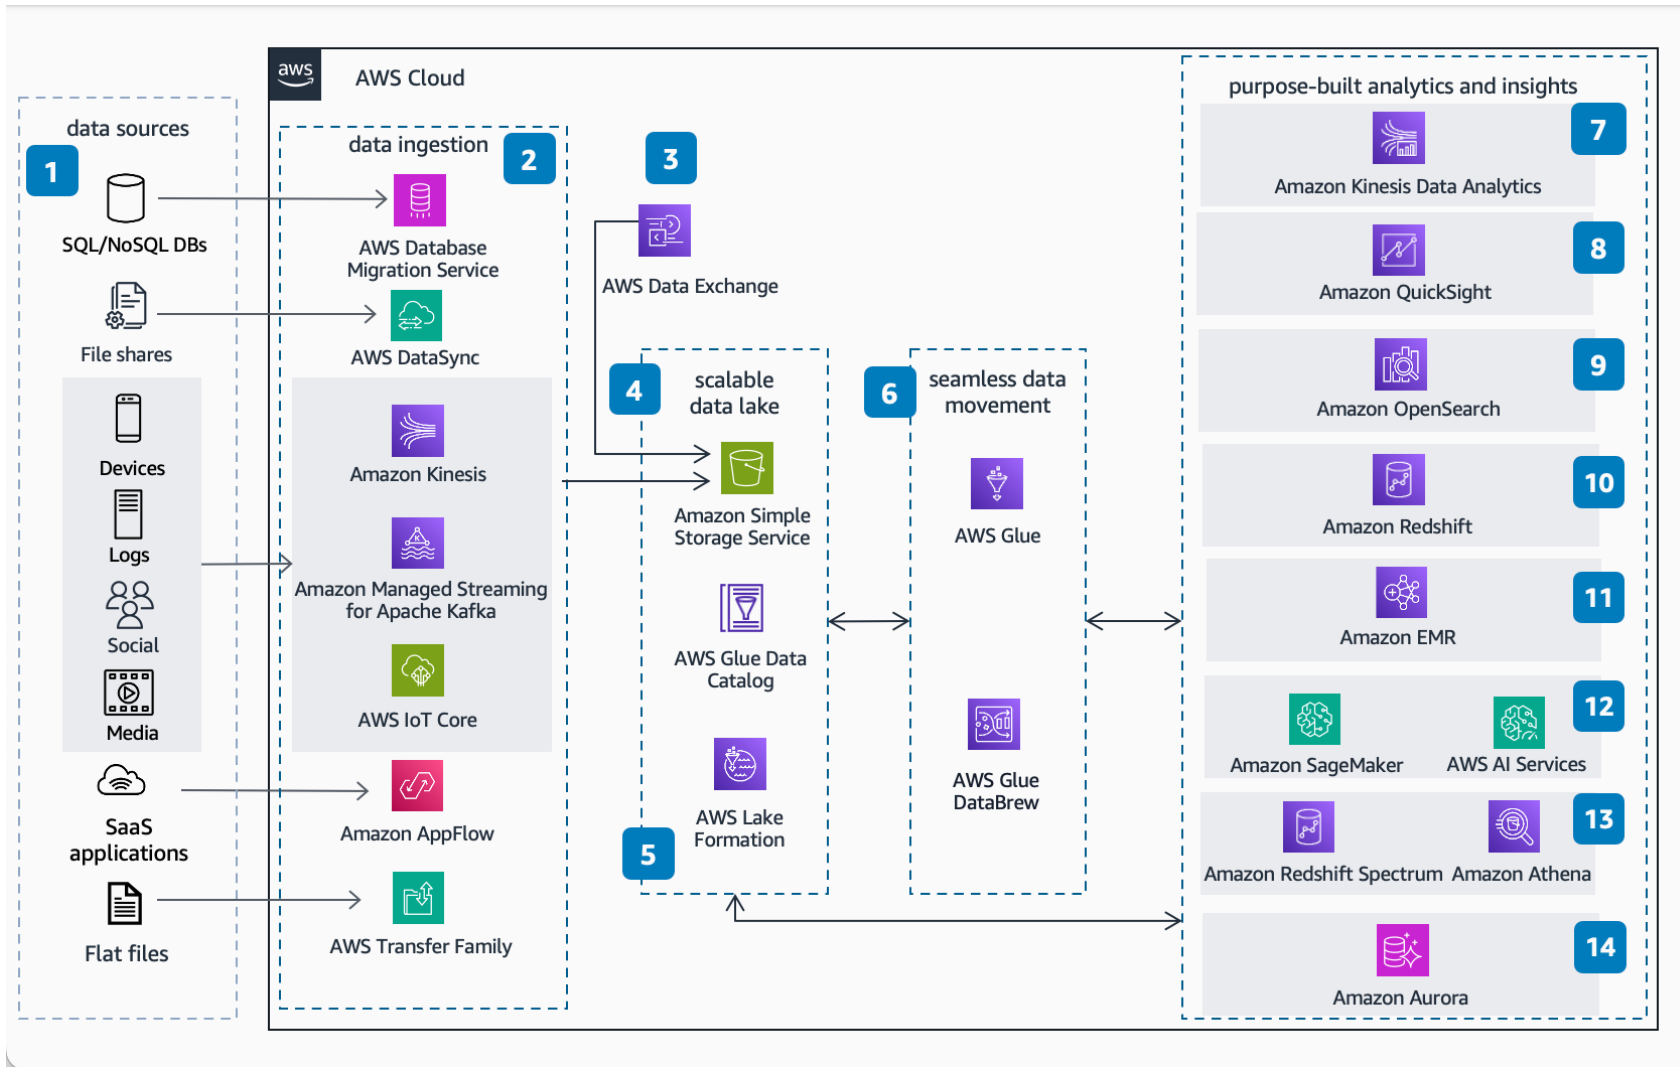 aws
AWS Cloud
data sources
1
SQL/NoSQL DBs
File shares
Devices
Logs
Social
Media
SaaS
applications
Flat files
data ingestion
2
AWS Database
Migration Service
AWS DataSync
Amazon Kinesis
Amazon Managed Streaming
for Apache Kafka
AWS IoT Core
Amazon AppFlow
AWS Transfer Family
3
AWS Data Exchange
4
scalable
data lake
Amazon Simple
Storage Service
AWS Glue Data
Catalog
AWS Lake
Formation
5
6
seamless data
movement
AWS Glue
AWS Glue
DataBrew
purpose-built analytics and insights
7
Amazon Kinesis Data Analytics
8
Amazon QuickSight
9
Amazon OpenSearch
10
Amazon Redshift
11
Amazon EMR
12
Amazon SageMaker
AWS AI Services
13
Amazon Redshift Spectrum
Amazon Athena
14
Amazon Aurora